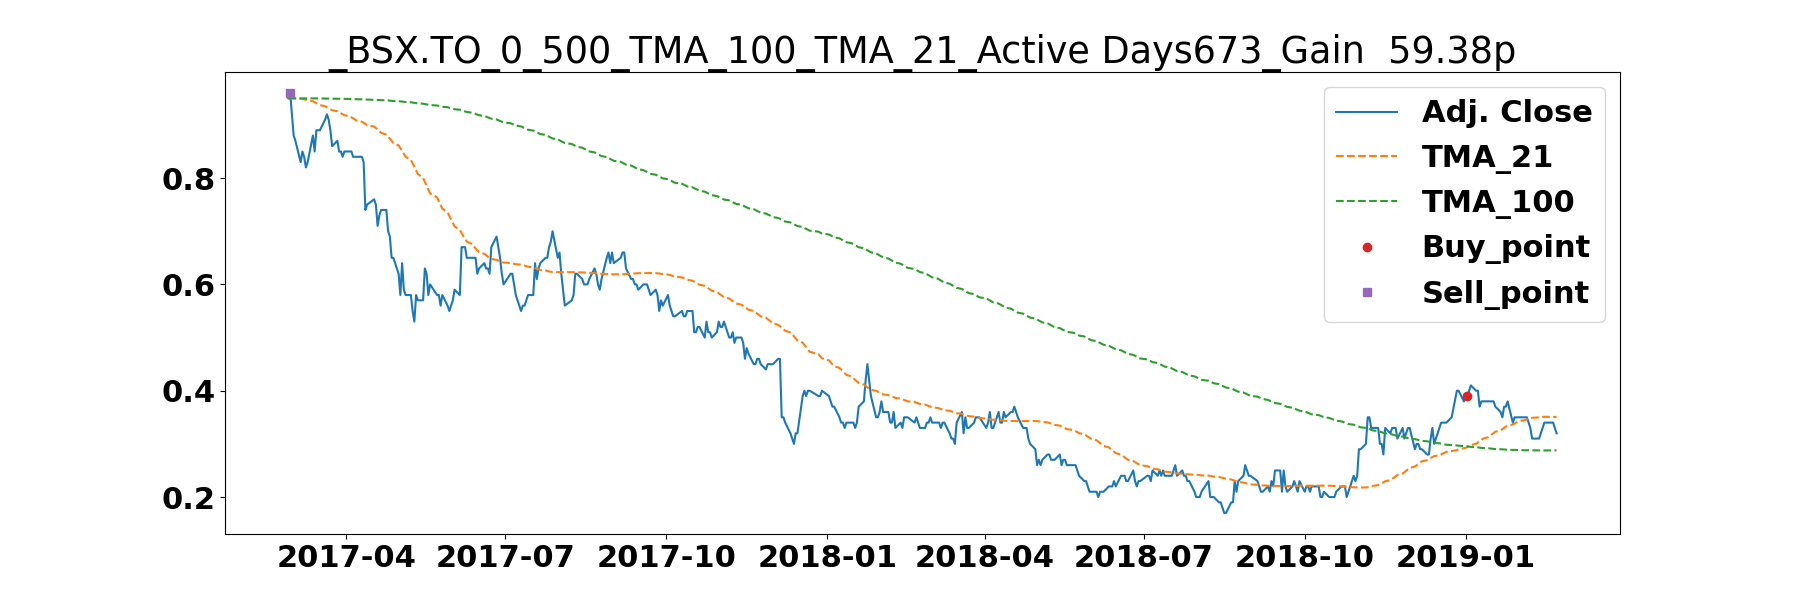 _BSX.TO_0_500_TMA_100_TMA_21_Active Days673_Gain  59.38p
Adj. Close
TMA_21
TMA_100
Buy_point
Sell_point
0.8
0.6
0.4
0.2
2017-04 2017-07 2017-10 2018-01 2018-04 2018-07 2018-10 2019-01